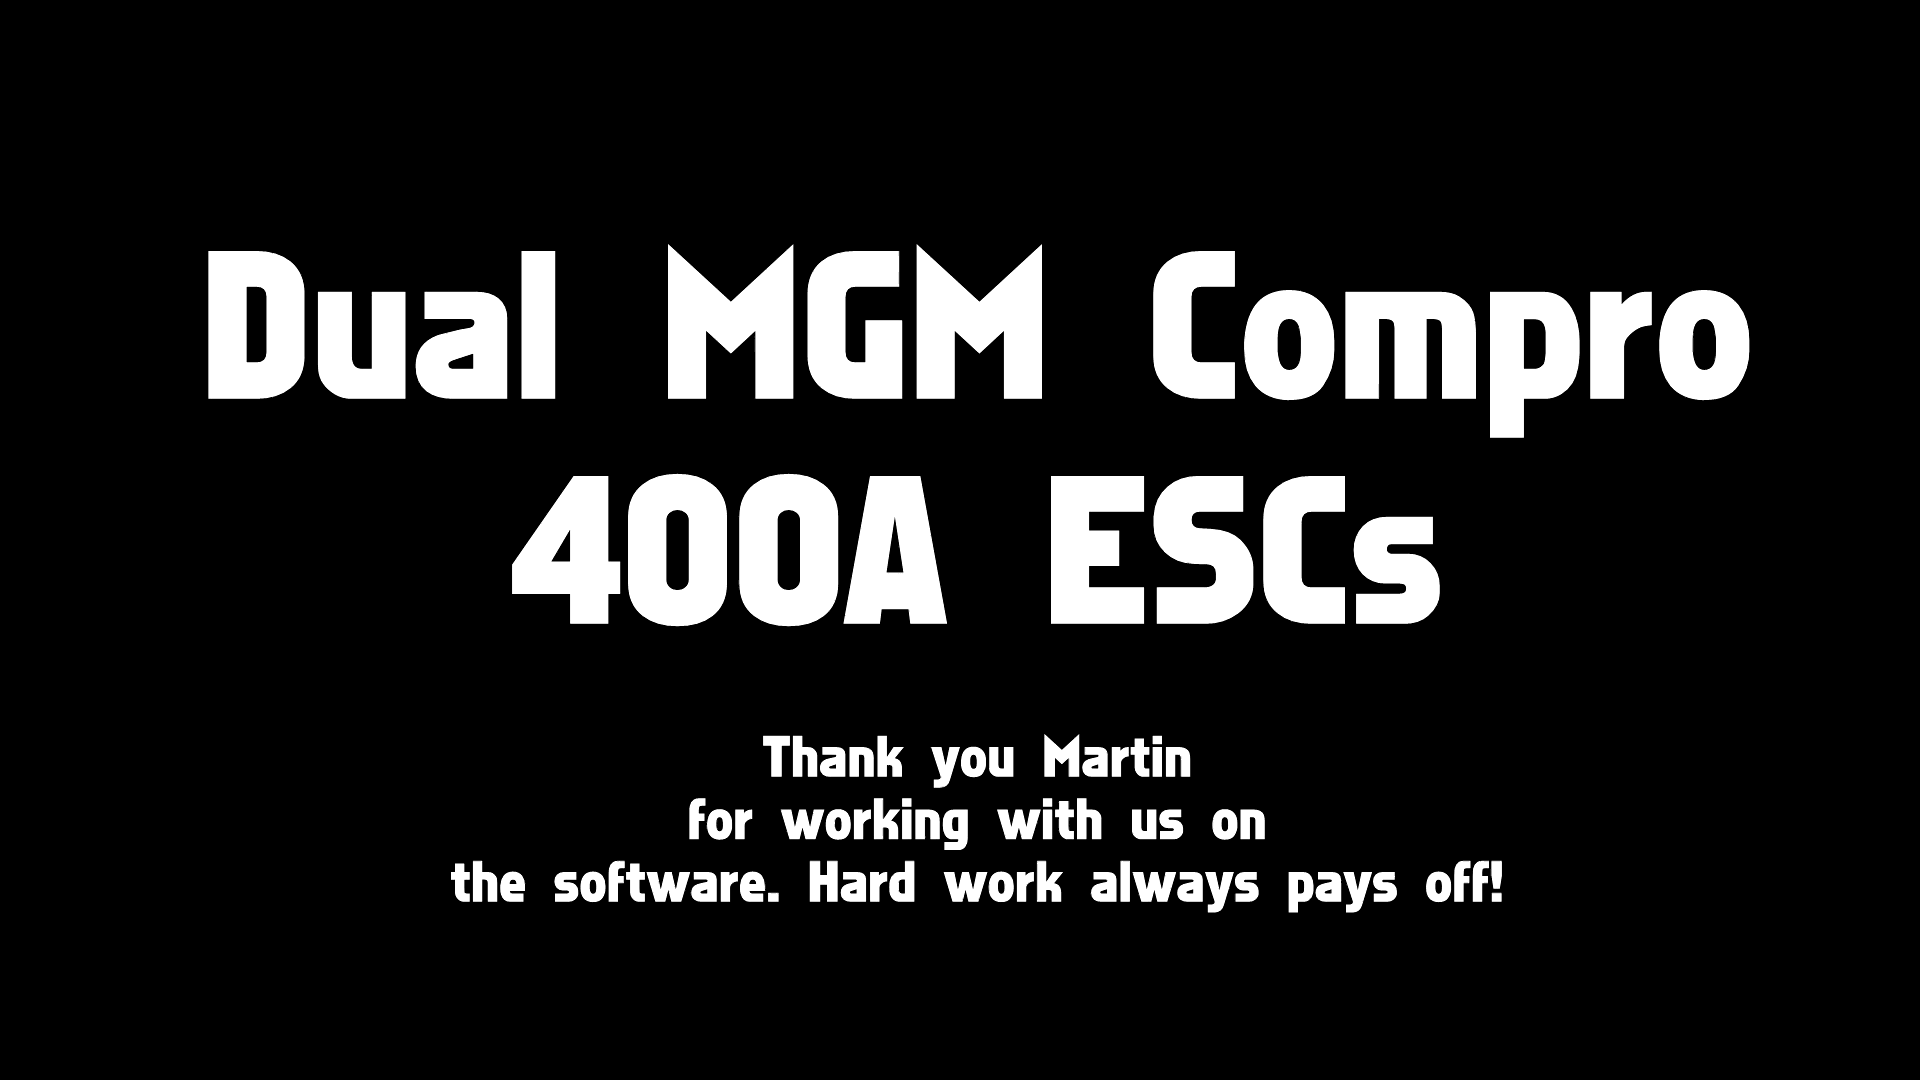 Dual MGM Compro
400A ESCs
Thank you Martin
for working with us on
the software. Hard work always pays off!